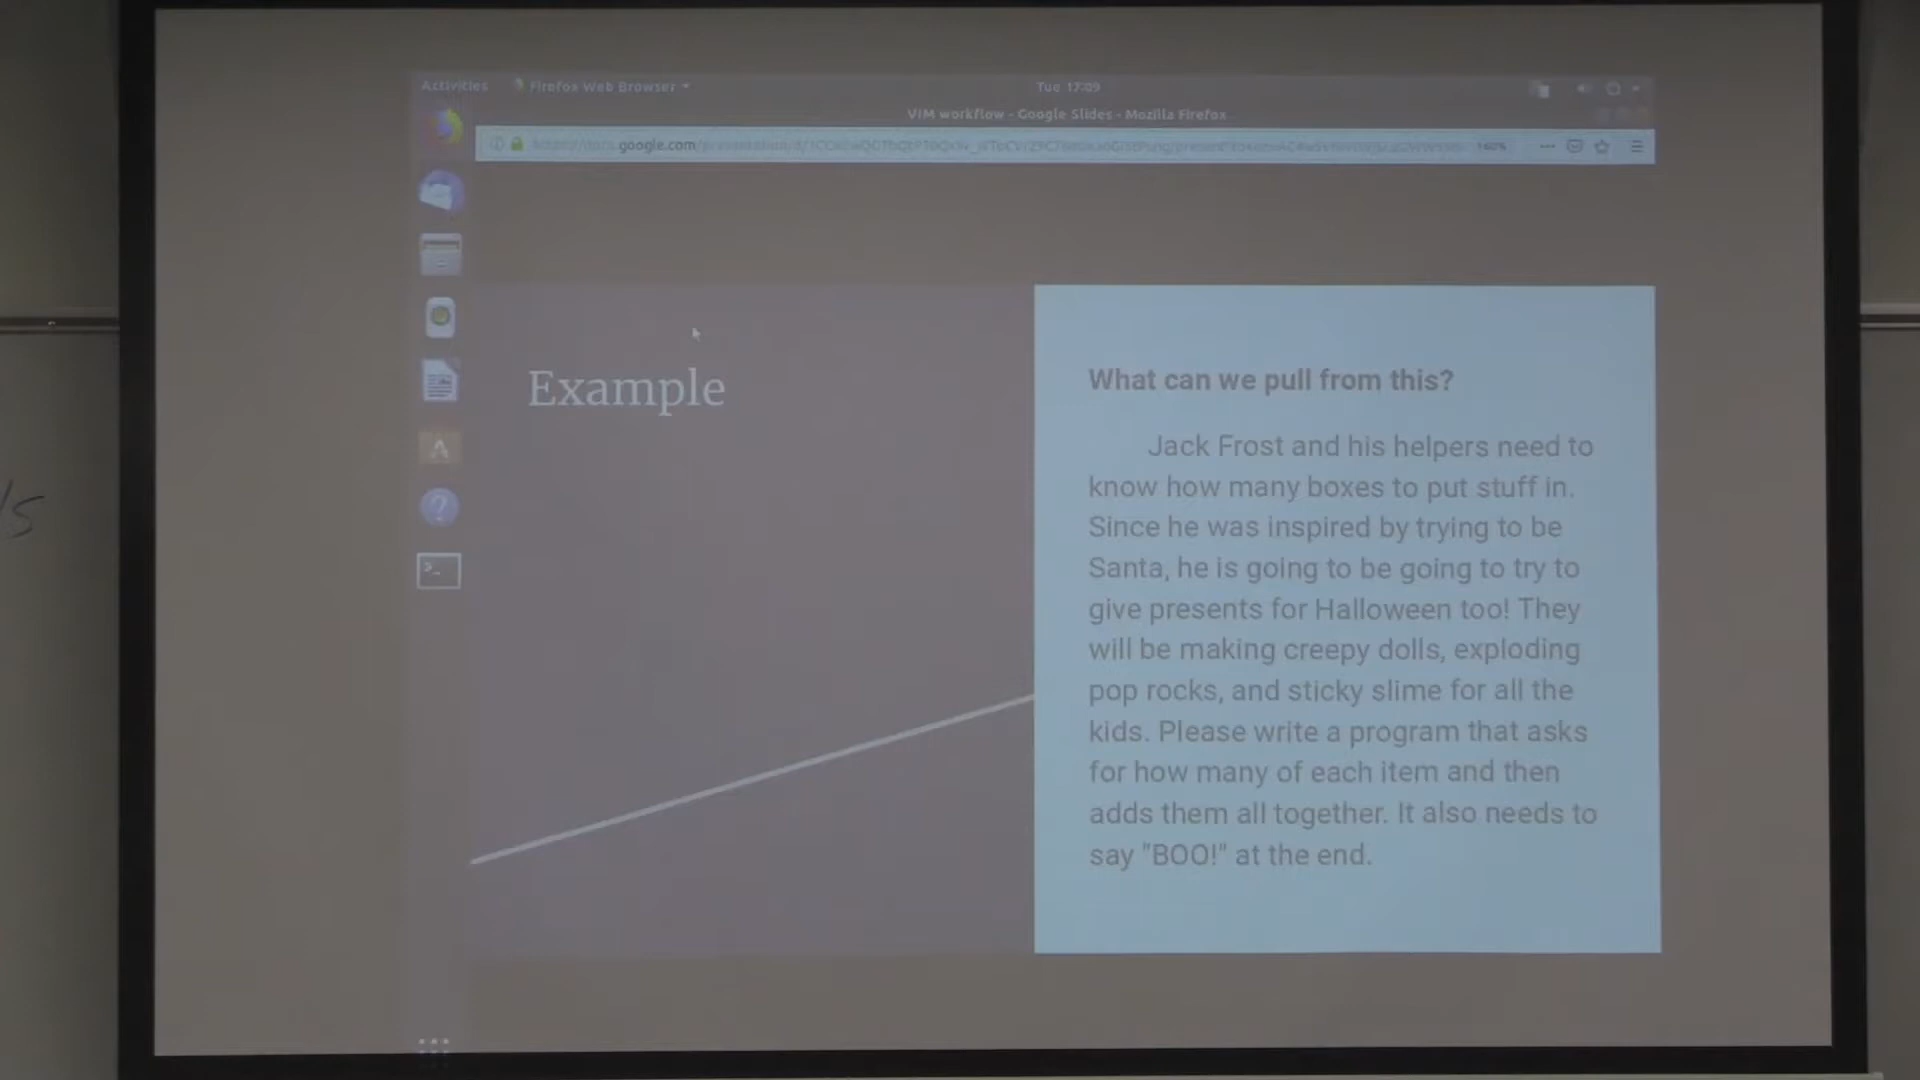 Activities Firefox Web Browser Tue 17:09
VIM workflow - Google Slides - Mozilla Firefox
google.com 160%
Example
What can we pull from this?
Jack Frost and his helpers need to
know how many boxes to put stuff in.
Since he was inspired by trying to be
Santa, he is going to be going to try to
give presents for Halloween too! They
will be making creepy dolls, exploding
pop rocks, and sticky slime for all the
kids. Please write a program that asks
for how many of each item and then
adds them all together. It also needs to
say "BOO!" at the end.